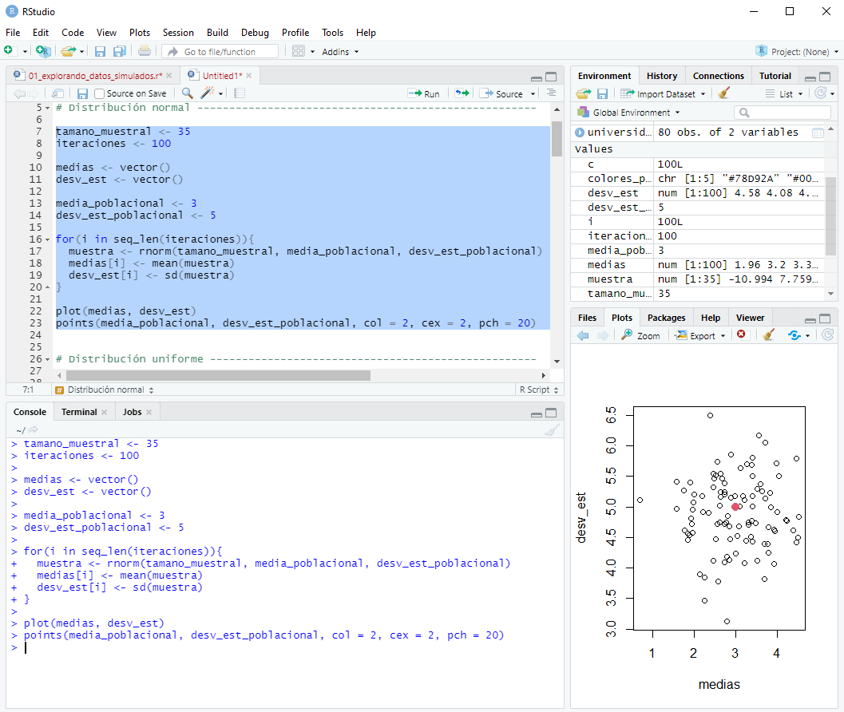 RStudio
File Edit Code View Plots Session Build Debug Profile Tools Help
Go to file/function Addins Project: (None)
01_explorando_datos_simulados.r* Untitled1*
Source on Save Run Source
5 # Distribución normal ----------------------------------------------------
6
7 tamano_muestral <- 35
8 iteraciones <- 100
9
10 medias <- vector()
11 desv_est <- vector()
12
13 media_poblacional <- 3
14 desv_est_poblacional <- 5
15
16 for(i in seq_len(iteraciones)){
17 muestra <- rnorm(tamano_muestral, media_poblacional, desv_est_poblacional)
18 medias[i] <- mean(muestra)
19 desv_est[i] <- sd(muestra)
20 }
21
22 plot(medias, desv_est)
23 points(media_poblacional, desv_est_poblacional, col = 2, cex = 2, pch = 20)
24
25
26 # Distribución uniforme --------------------------------------------------
27
28
7:1 Distribución normal R Script
Console Terminal Jobs
~/
> tamano_muestral <- 35
> iteraciones <- 100
>
> medias <- vector()
> desv_est <- vector()
>
> media_poblacional <- 3
> desv_est_poblacional <- 5
>
> for(i in seq_len(iteraciones)){
+ muestra <- rnorm(tamano_muestral, media_poblacional, desv_est_poblacional)
+ medias[i] <- mean(muestra)
+ desv_est[i] <- sd(muestra)
+ }
>
> plot(medias, desv_est)
> points(media_poblacional, desv_est_poblacional, col = 2, cex = 2, pch = 20)
>
Environment History Connections Tutorial
Import Dataset List
Global Environment
universid… 80 obs. of 2 variables
Values
c 100L
colores_p… chr [1:5] "#78D92A" "#00…
desv_est num [1:100] 4.58 4.08 4.…
desv_est_… 5
i 100L
iteracion… 100
media_pob… 3
medias num [1:100] 1.96 3.2 3.3…
muestra num [1:35] -10.994 7.759…
tamano_mu… 35
Files Plots Packages Help Viewer
Zoom Export
6.5
6.0
5.5
5.0
4.5
4.0
3.5
3.0
desv_est
1 2 3 4
medias